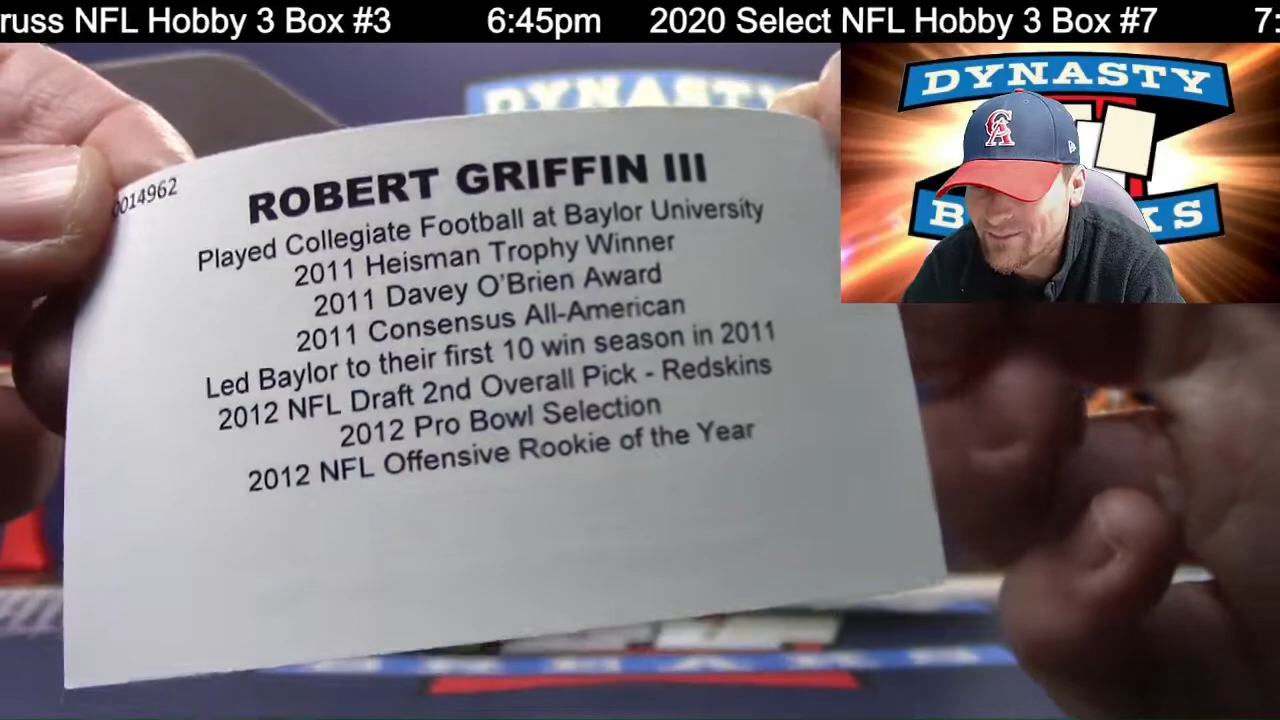 russ NFL Hobby 3 Box #3 6:45pm 2020 Select NFL Hobby 3 Box #7 7:
DYNASTY
DYNASTY
0014962
ROBERT GRIFFIN III
Played Collegiate Football at Baylor University
2011 Heisman Trophy Winner
2011 Davey O'Brien Award
2011 Consensus All-American
Led Baylor to their first 10 win season in 2011
2012 NFL Draft 2nd Overall Pick - Redskins
2012 Pro Bowl Selection
2012 NFL Offensive Rookie of the Year